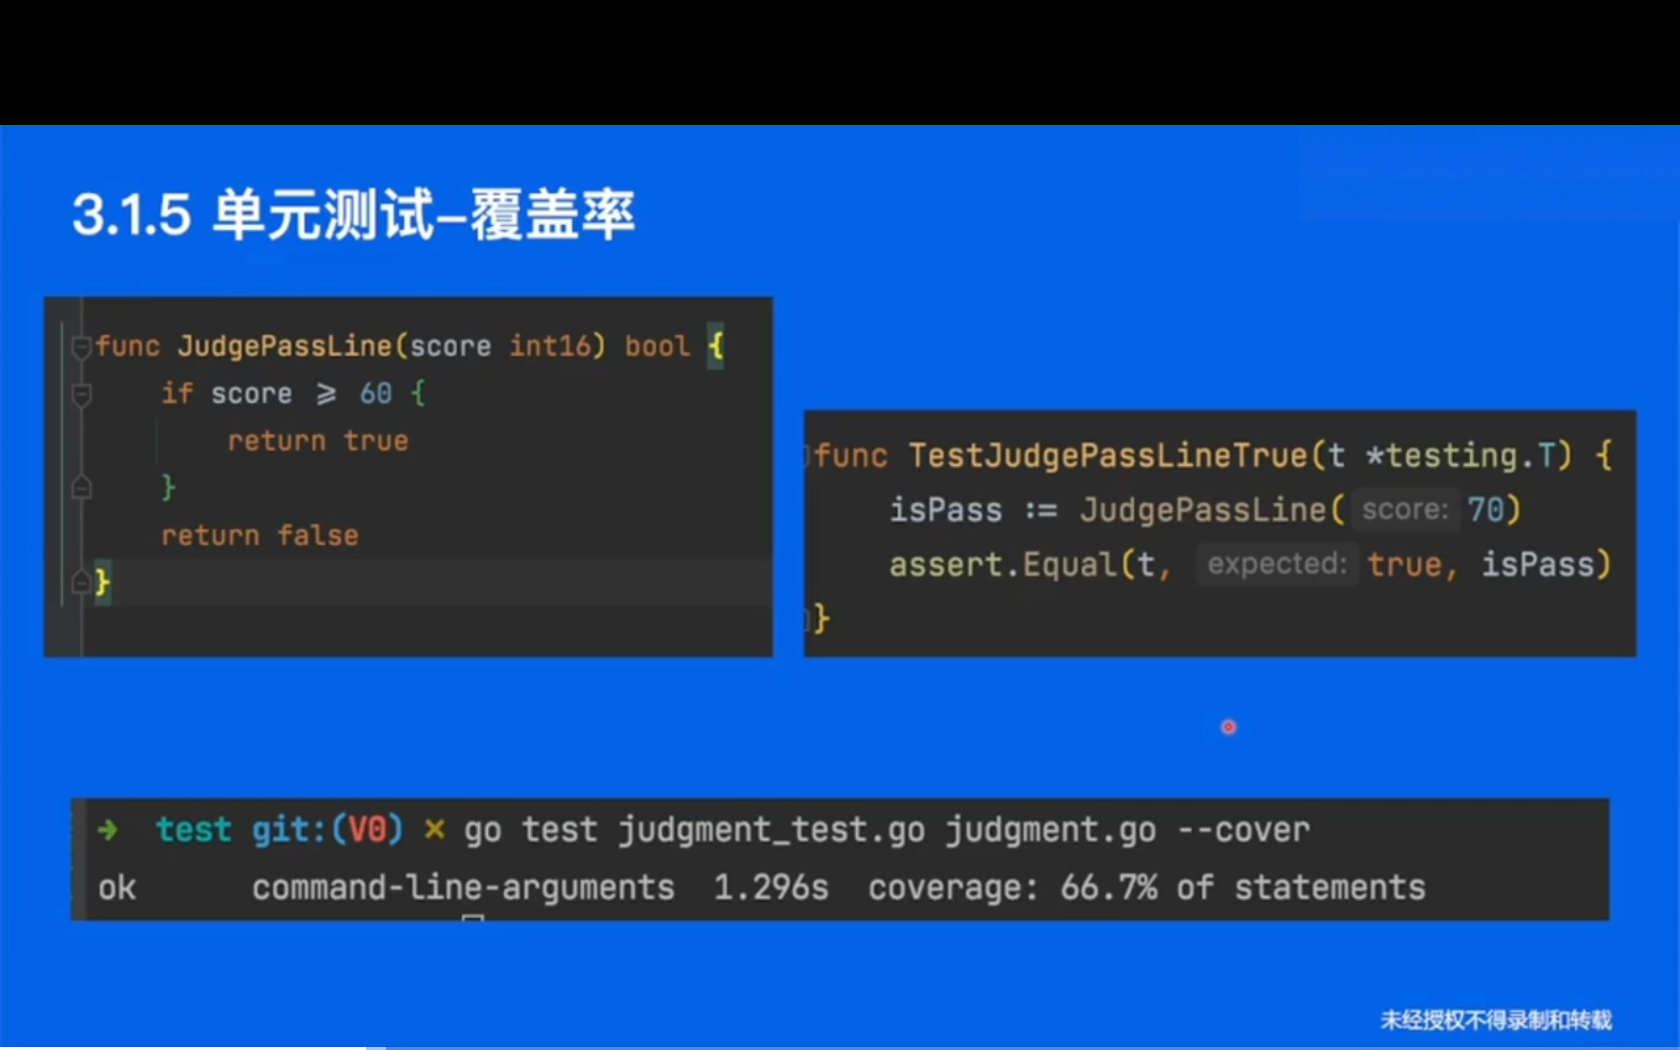 3.1.5 单元测试–覆盖率
func JudgePassLine(score int16) bool {
if score ⩾ 60 {
return true
}
return false
}
func TestJudgePassLineTrue(t *testing.T) {
isPass := JudgePassLine( score: 70)
assert.Equal(t, expected: true, isPass)
}
→ test git:(V0) ✗ go test judgment_test.go judgment.go --cover
ok command-line-arguments 1.296s coverage: 66.7% of statements
未经授权不得录制和转载